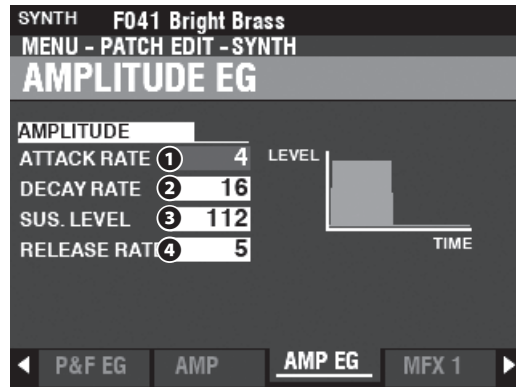 SYNTH F041 Bright Brass
MENU - PATCH EDIT - SYNTH
AMPLITUDE EG
AMPLITUDE
ATTACK RATE 1 4
DECAY RATE 2 16
SUS. LEVEL 3 112
RELEASE RATE 4 5
LEVEL
TIME
P&F EG AMP AMP EG MFX 1